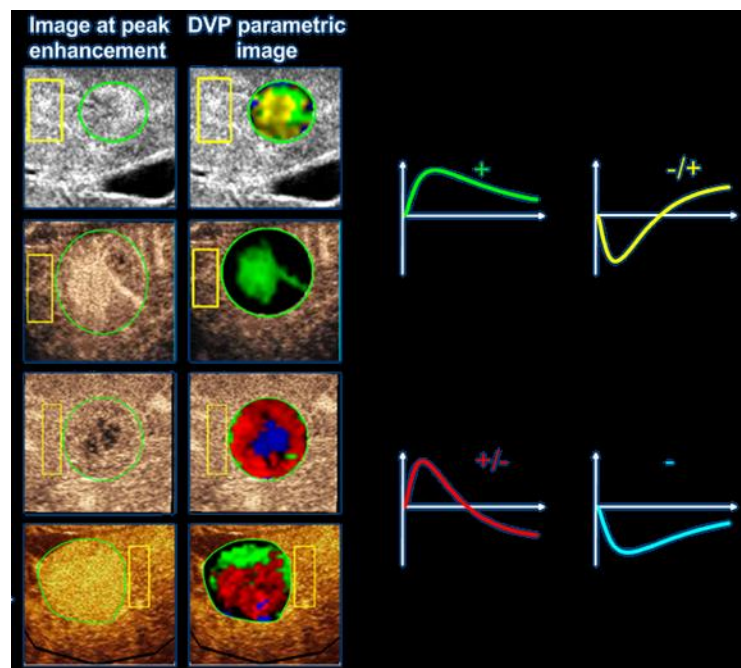 Image at peak
enhancement
DVP parametric
image
+
-/+
+/-
-